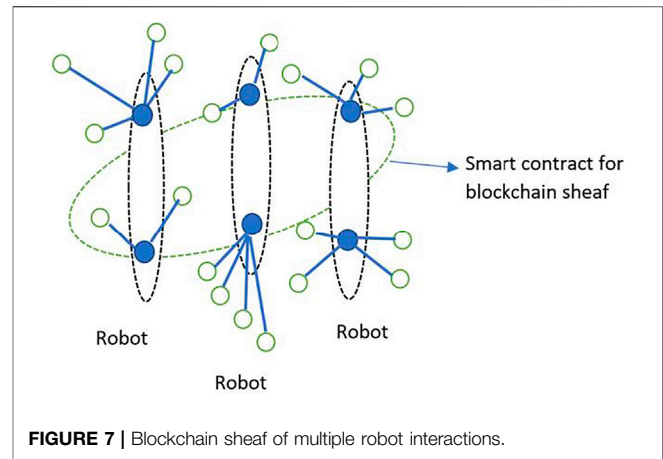 Smart contract for
blockchain sheaf
Robot
Robot
Robot
FIGURE 7 | Blockchain sheaf of multiple robot interactions.